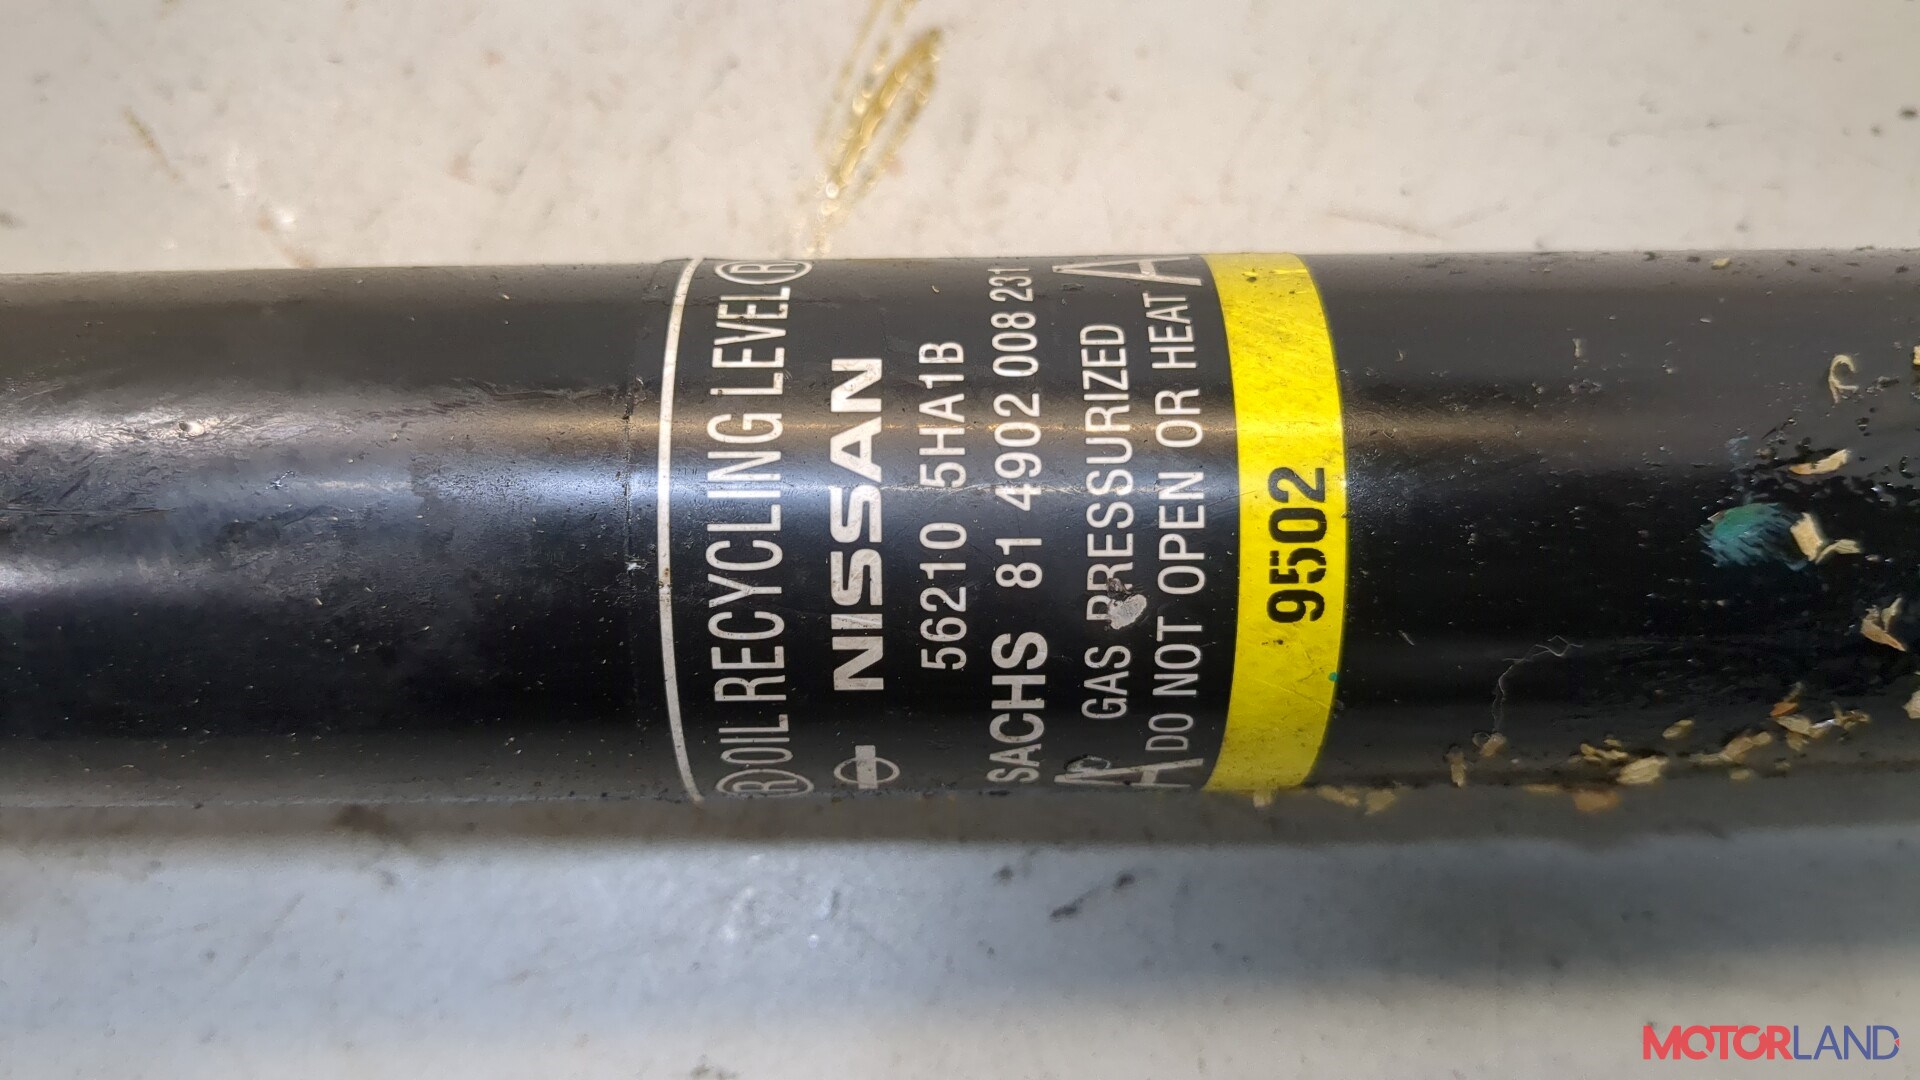 Ⓡ OIL RECYCLING LEVEL Ⓡ
NISSAN
56210 5HA1B
SACHS 81 4902 008 231
GAS PRESSURIZED
DO NOT OPEN OR HEAT
9502
MOTORLAND